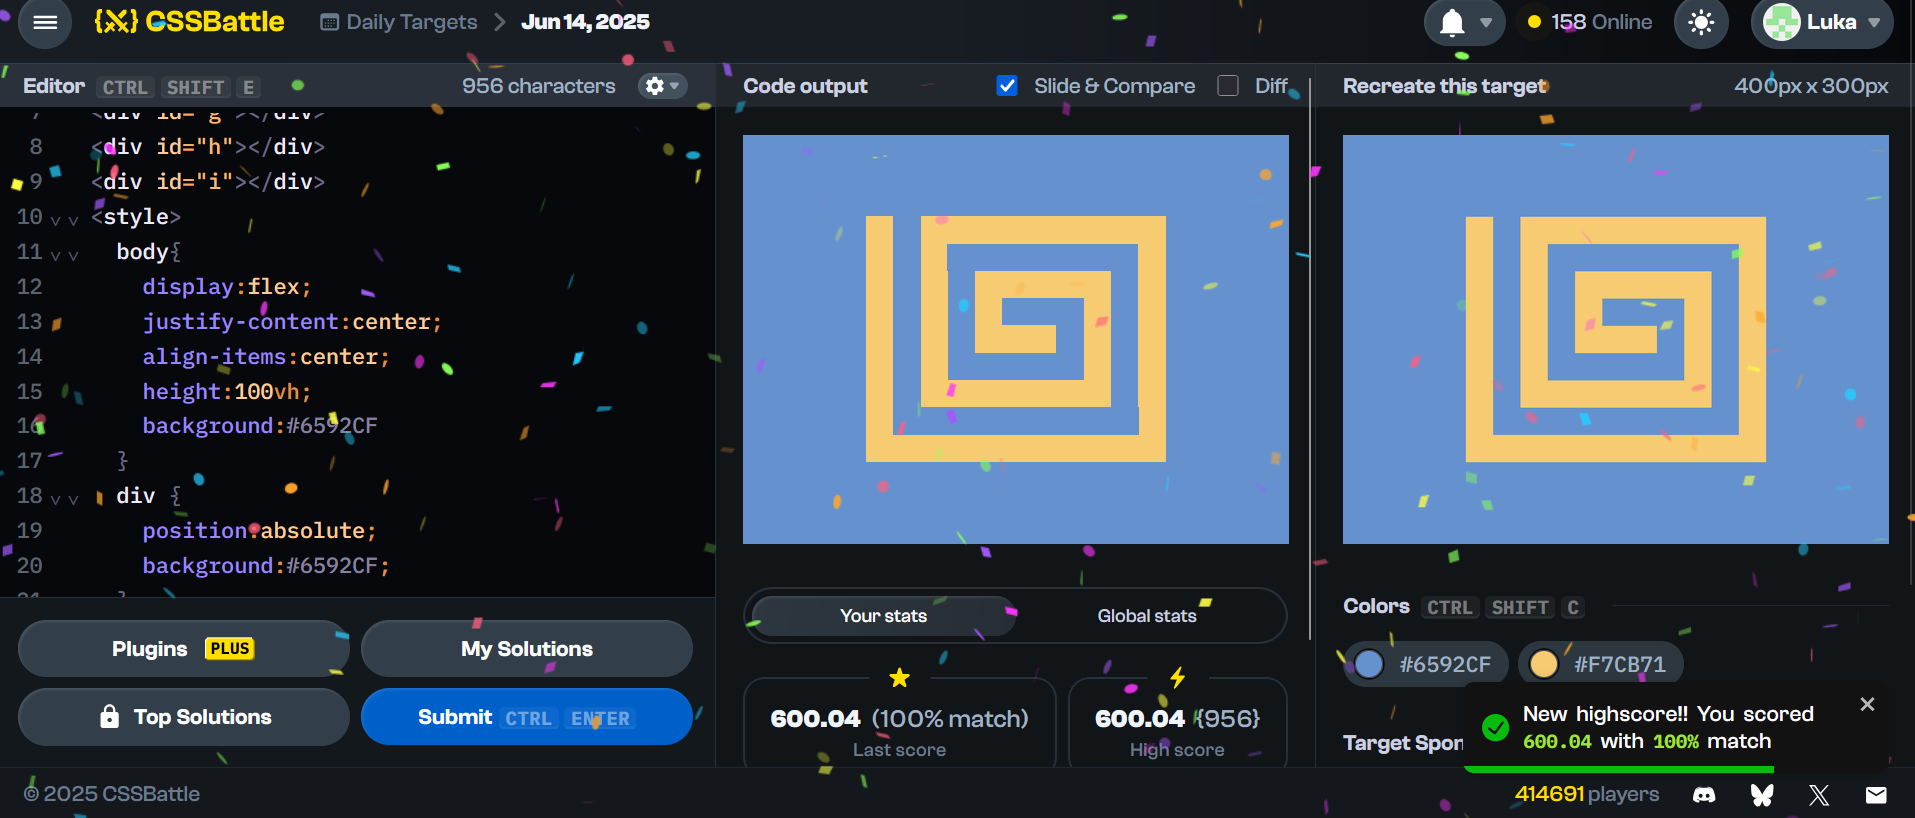 CSSBattle
Daily Targets
Jun 14, 2025
158 Online
Luka
Editor CTRL SHIFT E
956 characters
Code output
Slide & Compare
Diff
Recreate this target
400px x 300px
7 <div id="g"></div>
8 <div id="h"></div>
9 <div id="i"></div>
10 <style>
11 body{
12 display:flex;
13 justify-content:center;
14 align-items:center;
15 height:100vh;
16 background:#6592CF
17 }
18 div {
19 position:absolute;
20 background:#6592CF;
21 }
Plugins PLUS
My Solutions
Top Solutions
Submit CTRL ENTER
Your stats
Global stats
600.04 (100% match)
Last score
600.04 {956}
High score
Colors CTRL SHIFT C
#6592CF
#F7CB71
Target Spon
New highscore!! You scored
600.04 with 100% match
© 2025 CSSBattle
414691 players